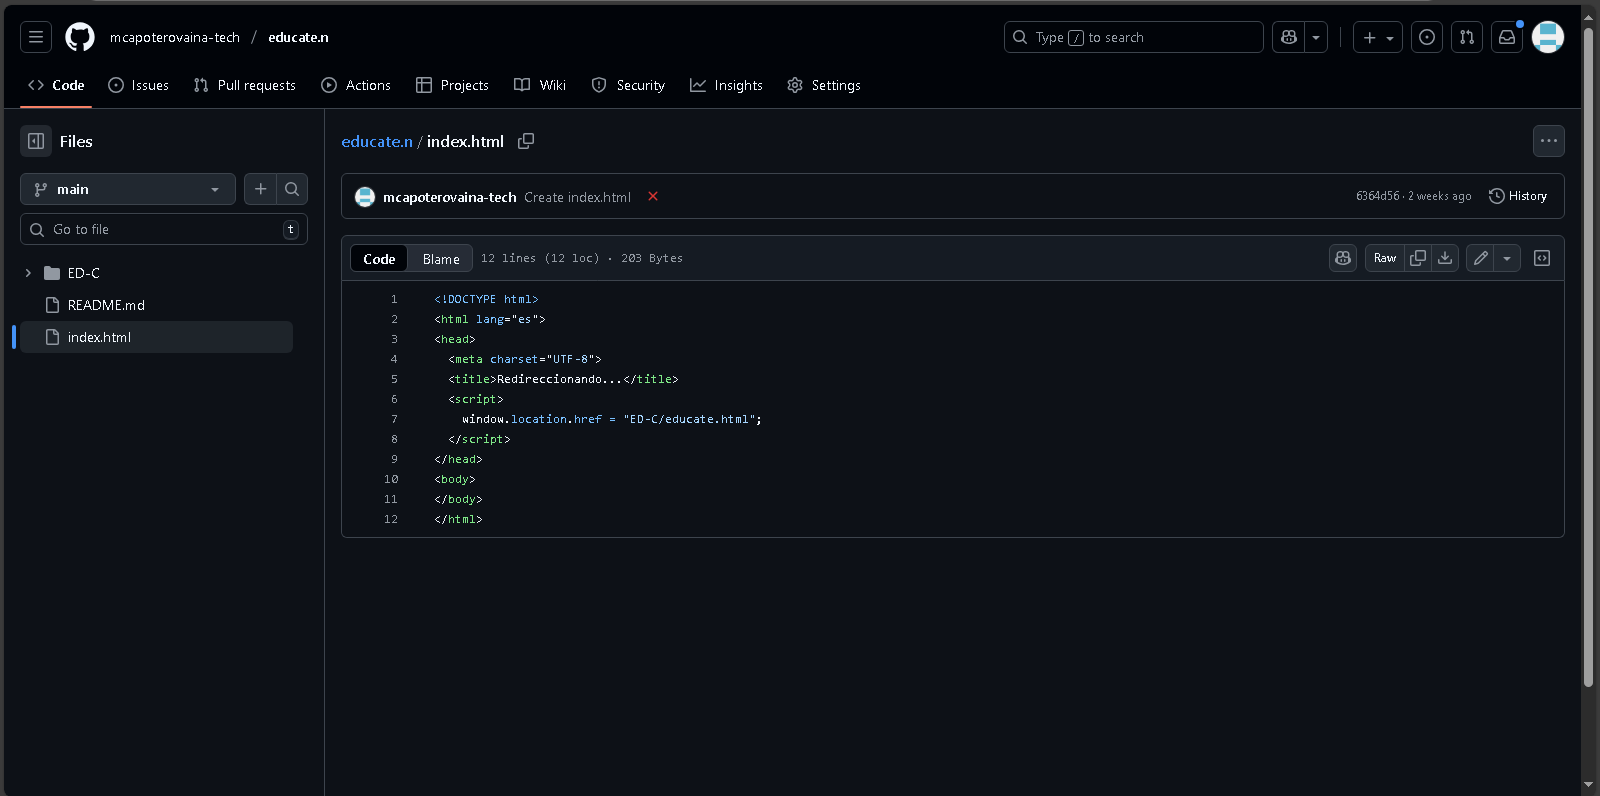 mcapoterovaina-tech / educate.n
Type / to search
Code
Issues
Pull requests
Actions
Projects
Wiki
Security
Insights
Settings
Files
main
Go to file
t
ED-C
README.md
index.html
educate.n / index.html
mcapoterovaina-tech Create index.html
6364d56 · 2 weeks ago
History
Code
Blame
12 lines (12 loc) · 203 Bytes
Raw
1 <!DOCTYPE html>
2 <html lang="es">
3 <head>
4 <meta charset="UTF-8">
5 <title>Redireccionando...</title>
6 <script>
7 window.location.href = "ED-C/educate.html";
8 </script>
9 </head>
10 <body>
11 </body>
12 </html>